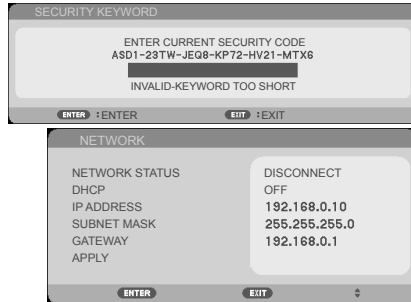 SECURITY KEYWORD
ENTER CURRENT SECURITY CODE
ASD1-23TW-JEQ8-KP72-HV21-MTX6
INVALID-KEYWORD TOO SHORT
ENTER :ENTER EXIT :EXIT
NETWORK
NETWORK STATUS DISCONNECT
DHCP OFF
IP ADDRESS 192.168.0.10
SUBNET MASK 255.255.255.0
GATEWAY 192.168.0.1
APPLY
ENTER EXIT